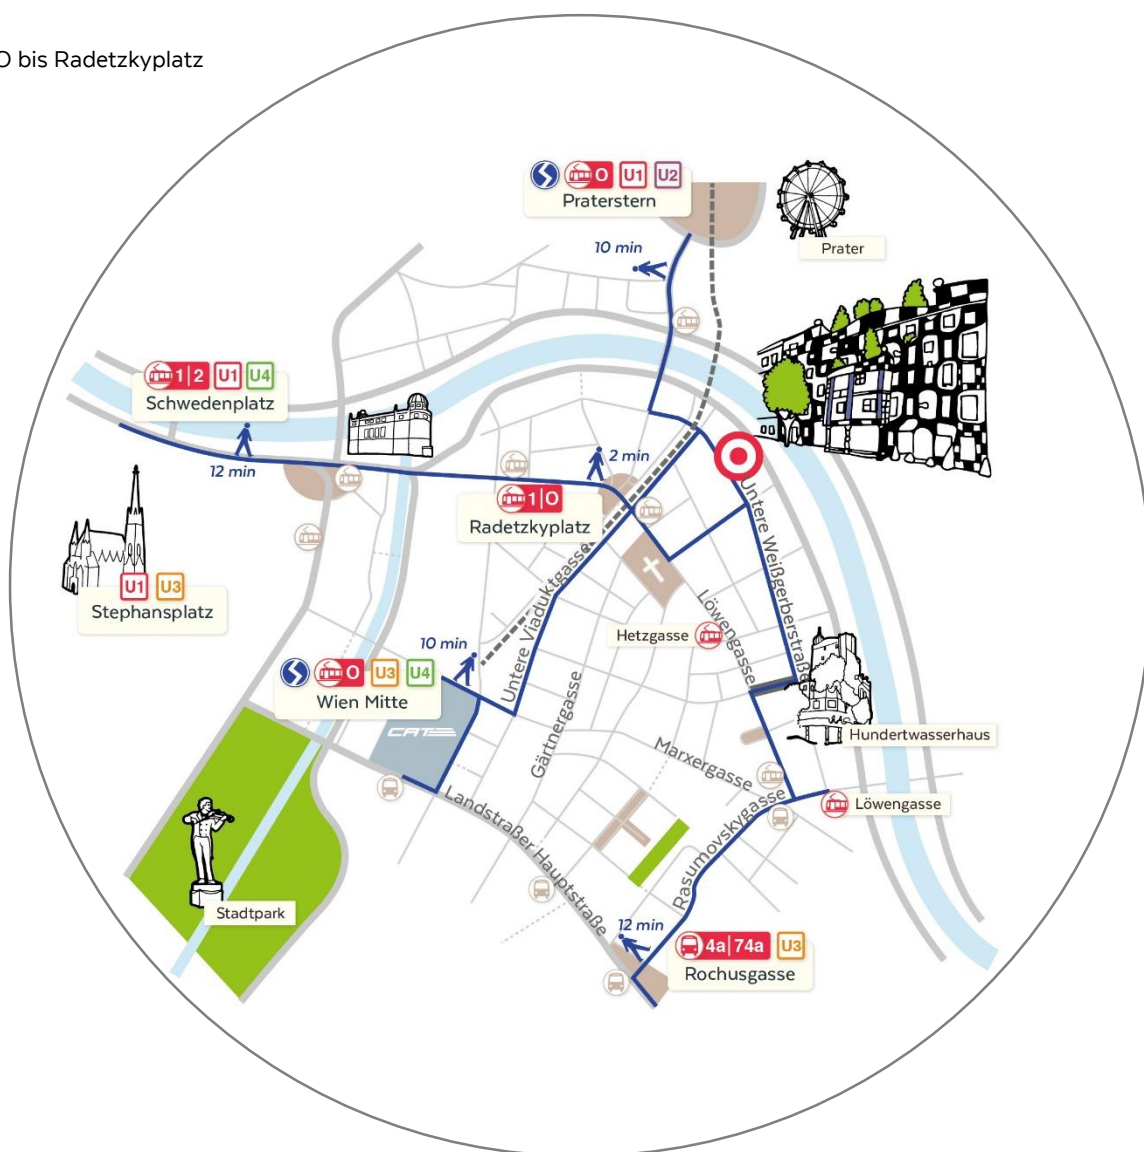 O bis Radetzkyplatz
O U1 U2
Praterstern
Prater
10 min
1|2 U1 U4
Schwedenplatz
12 min
2 min
1|O
Radetzkyplatz
U1 U3
Stephansplatz
Untere Weißgerberstraße
Untere Viaduktgasse
Löwengasse
Hetzgasse
10 min
O U3 U4
Wien Mitte
CAT
Gärtnergasse
Marxergasse
Hundertwasserhaus
Löwengasse
Landstraßer Hauptstraße
Rasumovskygasse
Stadtpark
12 min
4a|74a U3
Rochusgasse